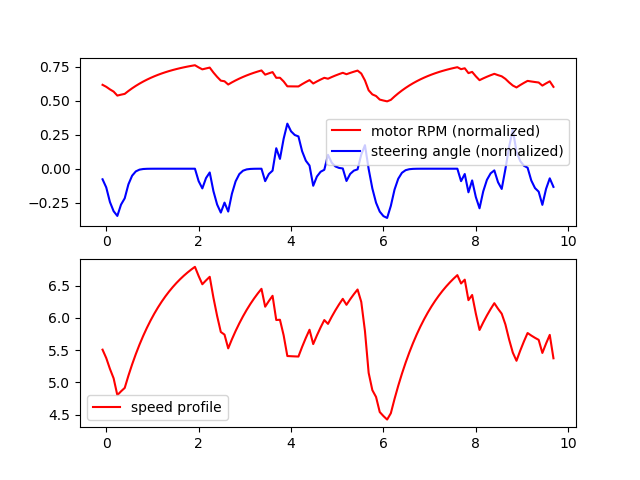 0.75
0.50
0.25
0.00
−0.25
motor RPM (normalized)
steering angle (normalized)
0 2 4 6 8 10
6.5
6.0
5.5
5.0
4.5
speed profile
0 2 4 6 8 10